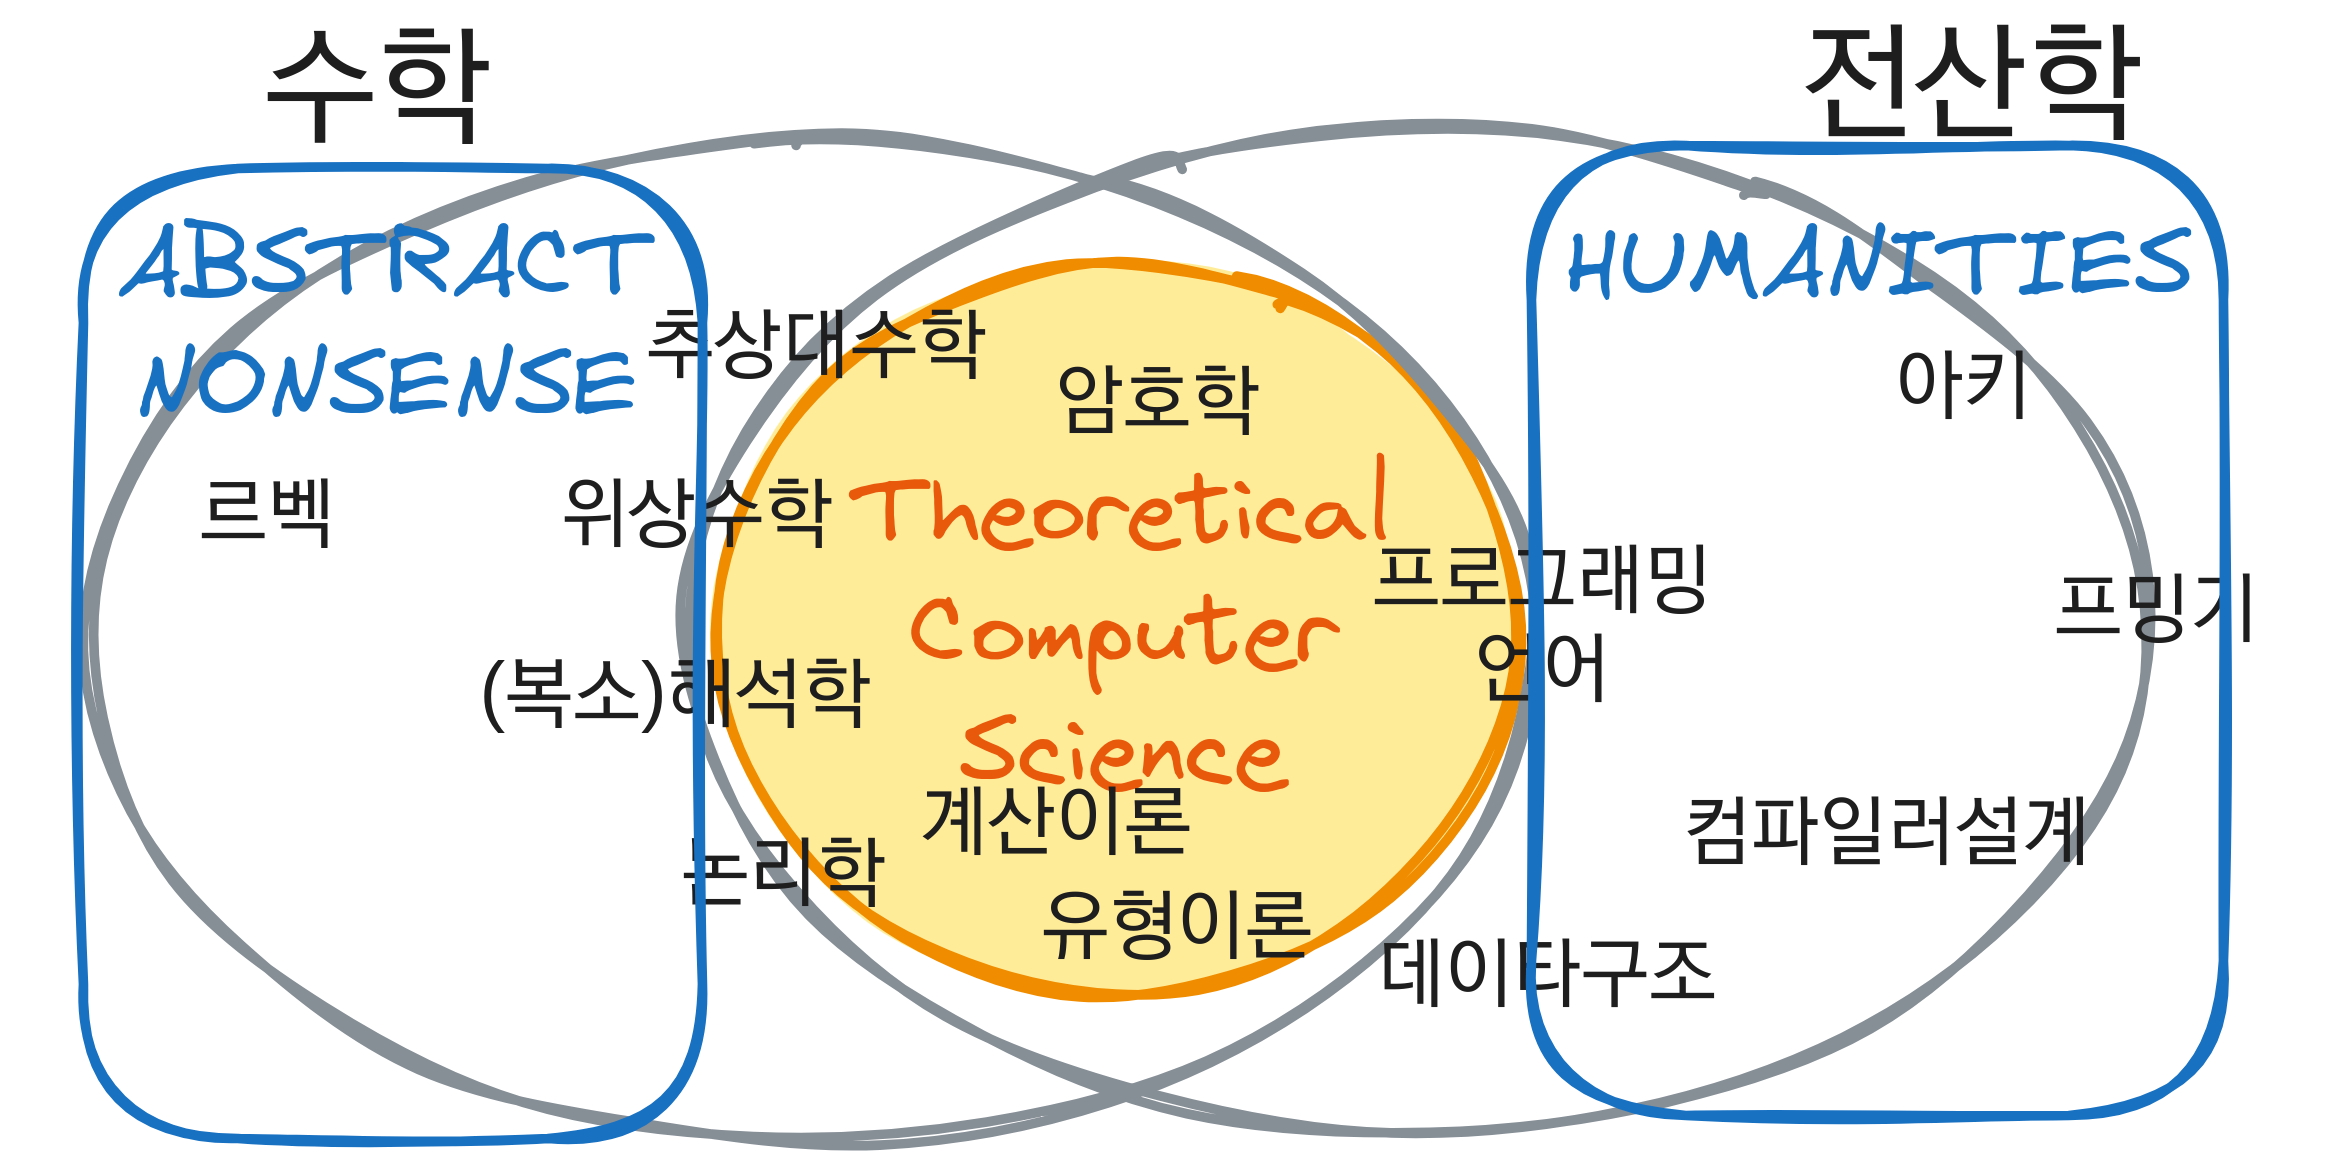 수학
전산학
ABSTRACT
NONSENSE
HUMANITIES
추상대수학
암호학
아키
르벡
위상수학
Theoretical
Computer
Science
프로그래밍
언어
프밍기
(복소)해석학
계산이론
컴파일러설계
논리학
유형이론
데이타구조